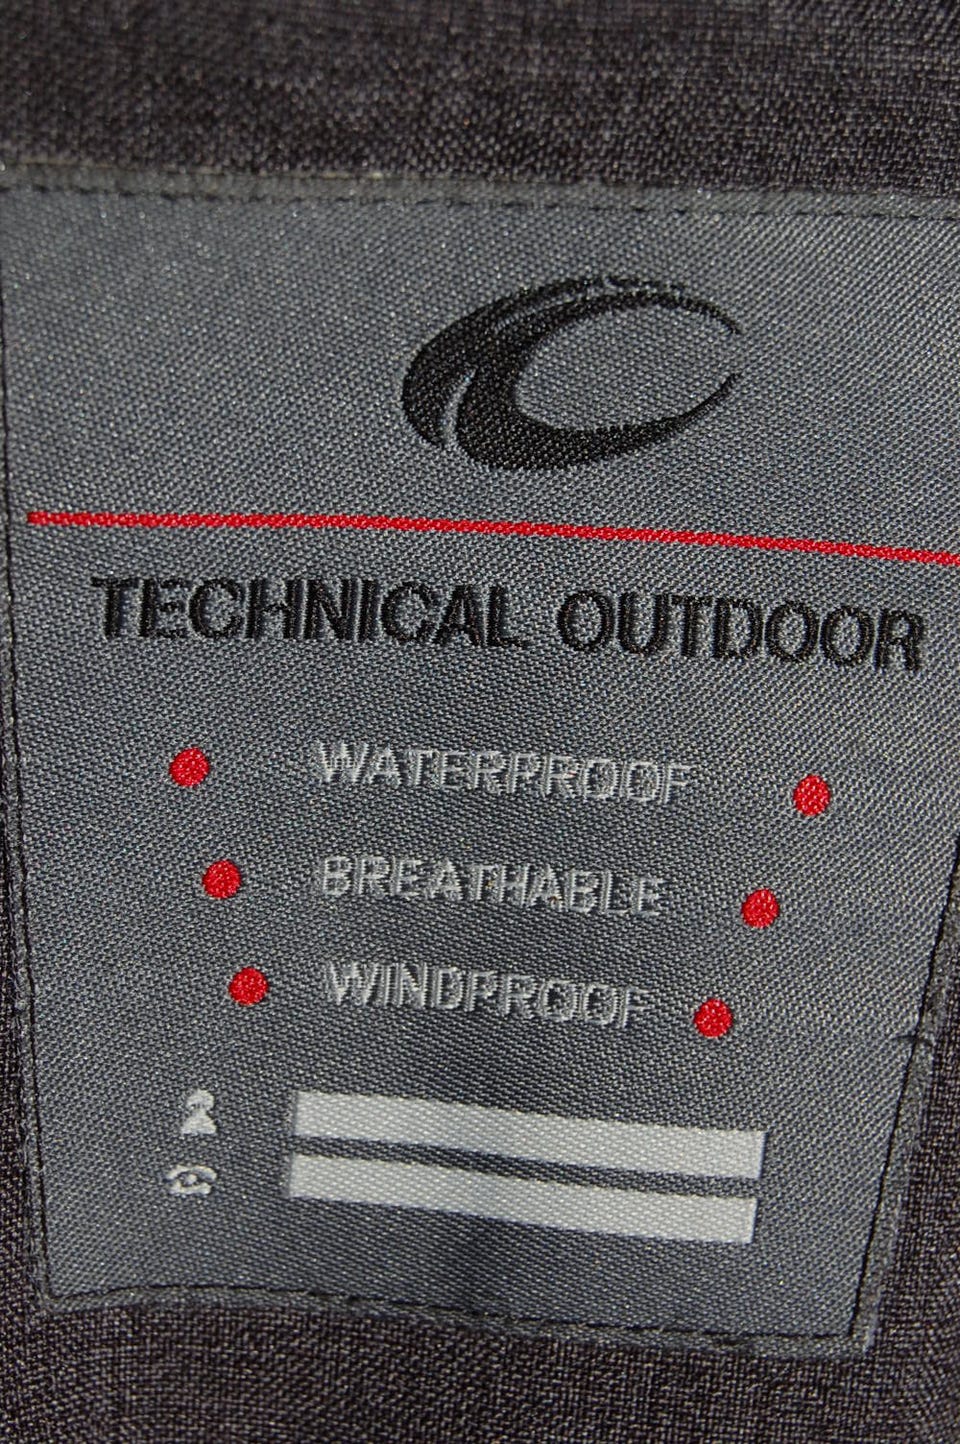 TECHNICAL OUTDOOR
WATERPROOF
BREATHABLE
WINDPROOF